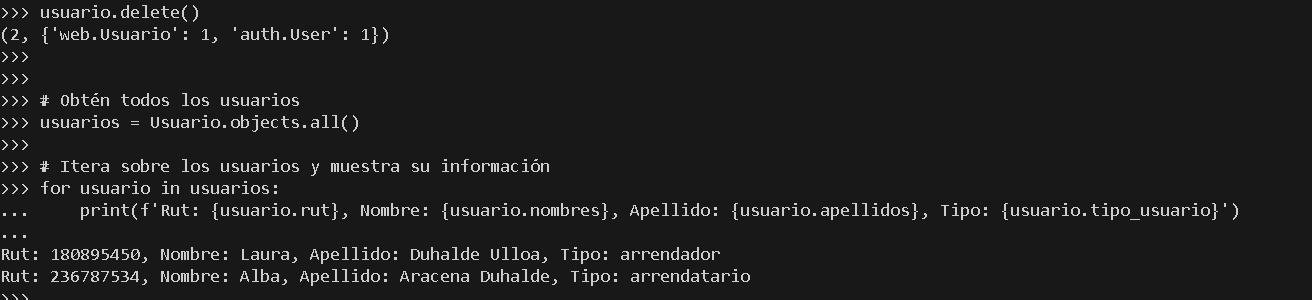 >>> usuario.delete()
(2, {'web.Usuario': 1, 'auth.User': 1})
>>>
>>>
>>> # Obtén todos los usuarios
>>> usuarios = Usuario.objects.all()
>>>
>>> # Itera sobre los usuarios y muestra su información
>>> for usuario in usuarios:
...     print(f'Rut: {usuario.rut}, Nombre: {usuario.nombres}, Apellido: {usuario.apellidos}, Tipo: {usuario.tipo_usuario}')
...
Rut: 180895450, Nombre: Laura, Apellido: Duhalde Ulloa, Tipo: arrendador
Rut: 236787534, Nombre: Alba, Apellido: Aracena Duhalde, Tipo: arrendatario
>>>